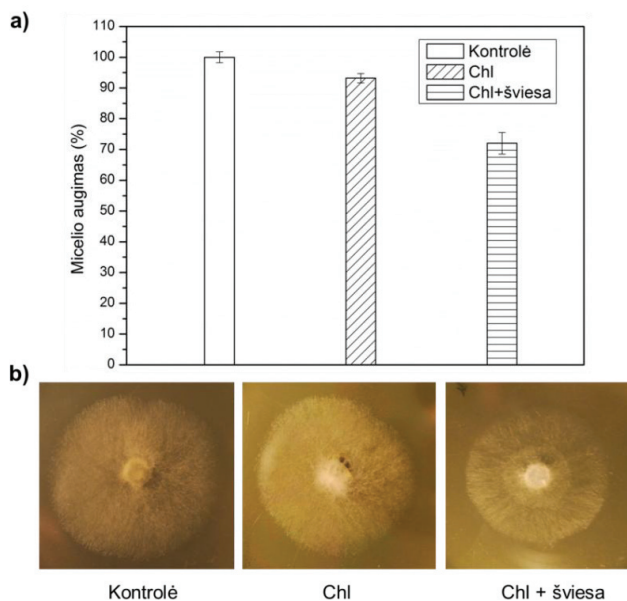 a)
110
100
90
80
70
60
50
40
30
20
10
0
Micelio augimas (%)
Kontrolė
Chl
Chl+šviesa
b)
Kontrolė Chl Chl + šviesa